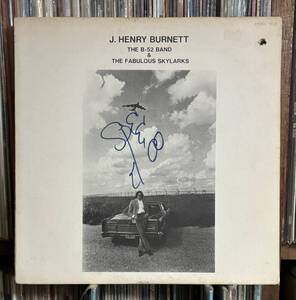 J. HENRY BURNETT
THE B-52 BAND
&
THE FABULOUS SKYLARKS